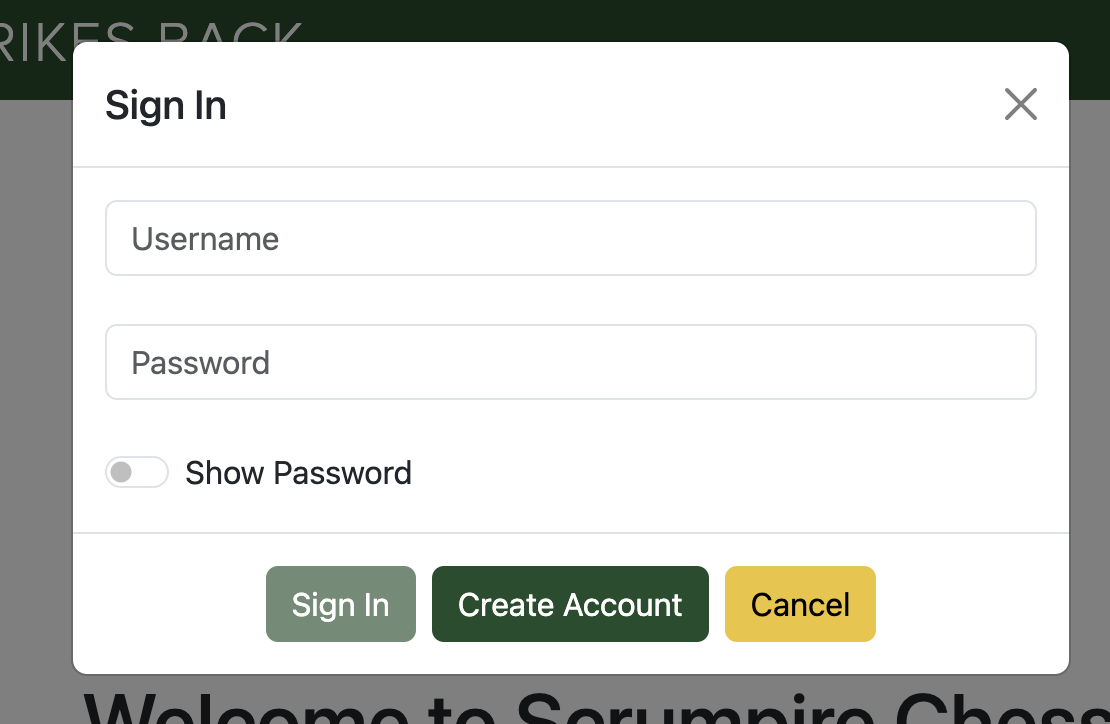 RIKES BACK
Sign In
Username
Password
Show Password
Sign In
Create Account
Cancel
Welcome to Scrumpire Chess